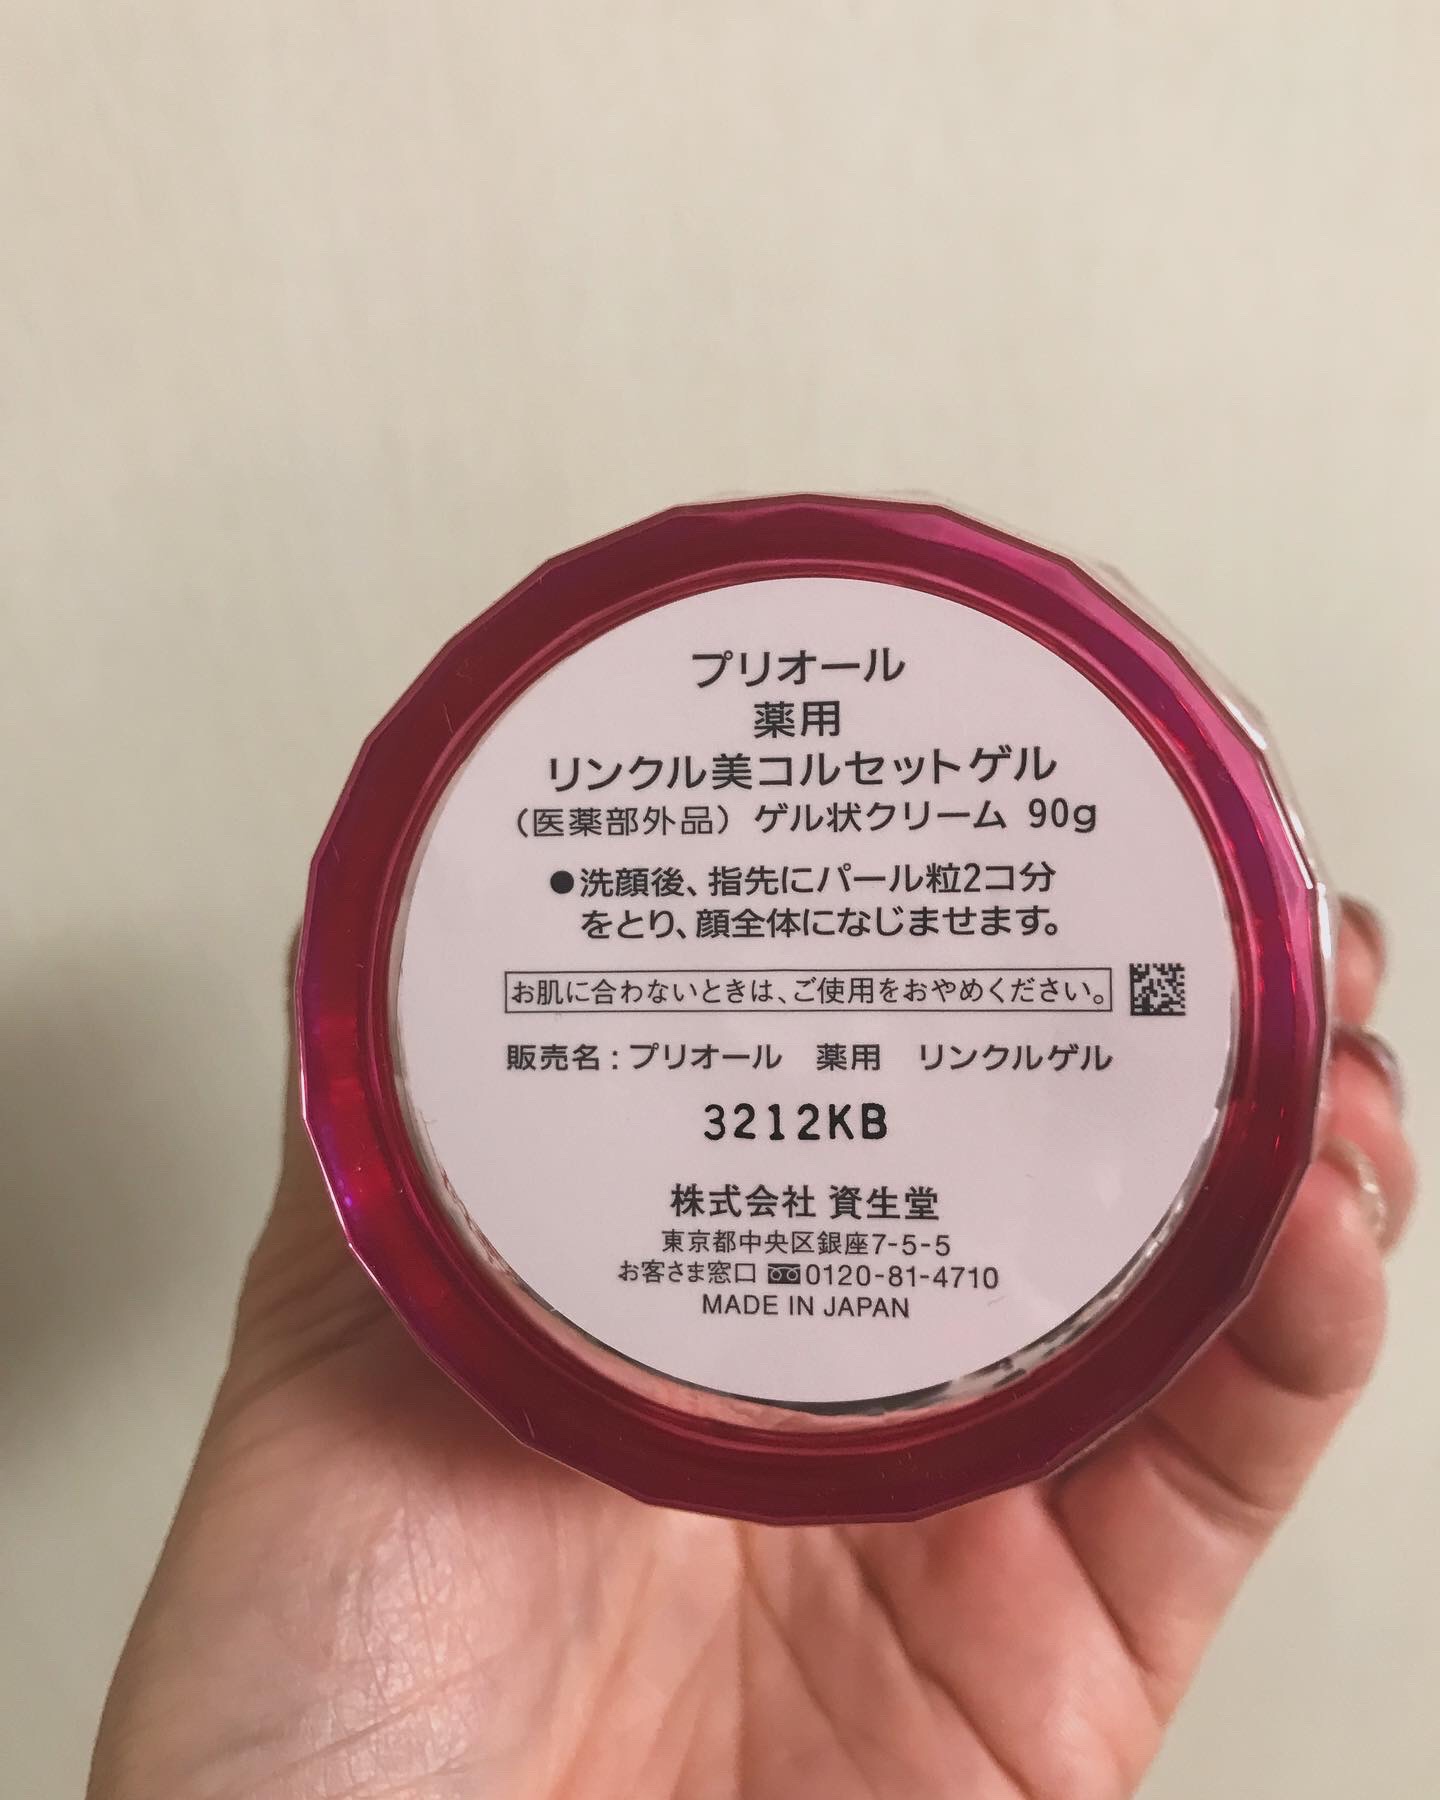 プリオール
薬用
リンクル美コルセットゲル
（医薬部外品）ゲル状クリーム 90g
●洗顔後、指先にパール粒2コ分
をとり、顔全体になじませます。
お肌に合わないときは、ご使用をおやめください。
販売名：プリオール　薬用　リンクルゲル
3212KB
株式会社 資生堂
東京都中央区銀座7-5-5
お客さま窓口 0120-81-4710
MADE IN JAPAN